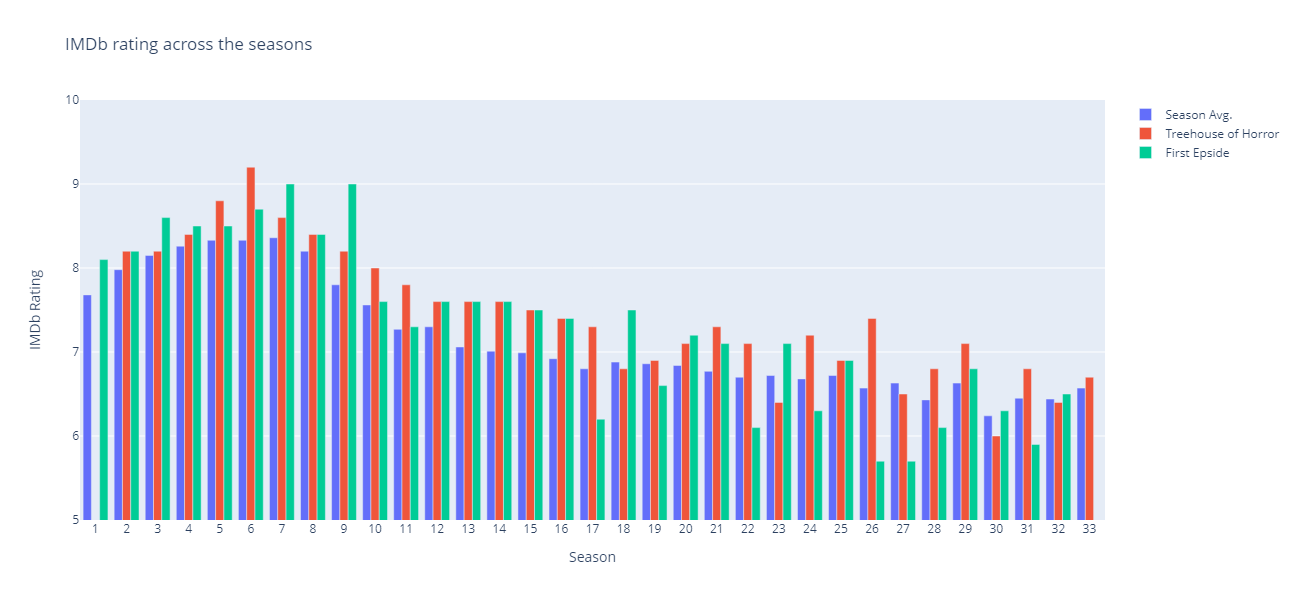 IMDb rating across the seasons
10
9
8
7
6
5
IMDb Rating
1 2 3 4 5 6 7 8 9 10 11 12 13 14 15 16 17 18 19 20 21 22 23 24 25 26 27 28 29 30 31 32 33
Season
Season Avg.
Treehouse of Horror
First Epside